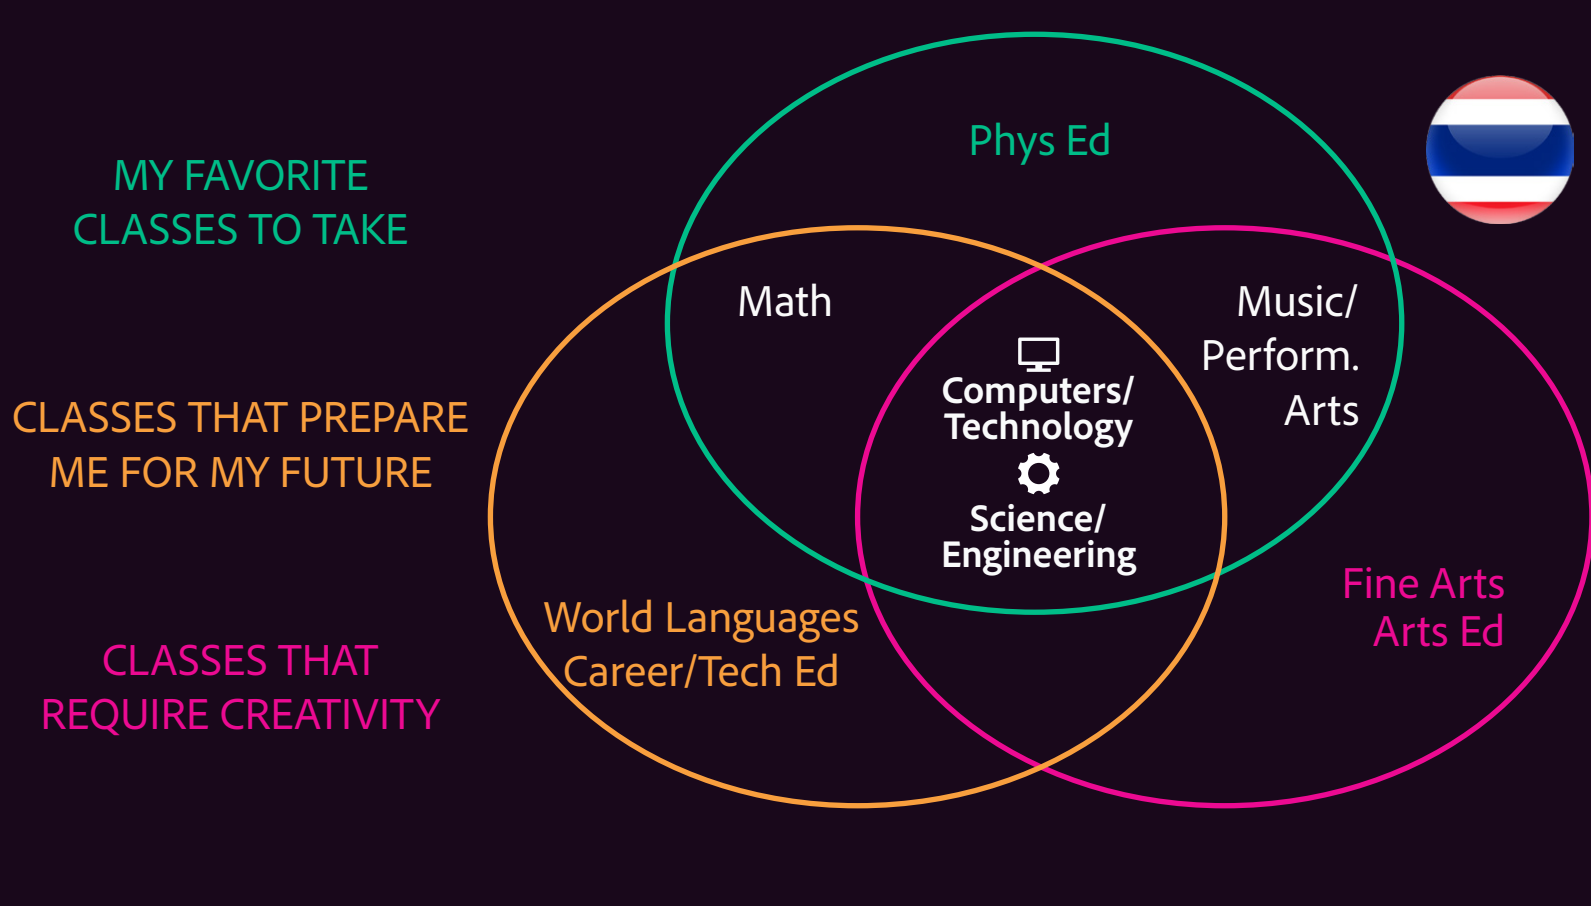 MY FAVORITE
CLASSES TO TAKE
CLASSES THAT PREPARE
ME FOR MY FUTURE
CLASSES THAT
REQUIRE CREATIVITY
Phys Ed
Math
Music/
Perform.
Arts
Computers/
Technology
Science/
Engineering
World Languages
Career/Tech Ed
Fine Arts
Arts Ed